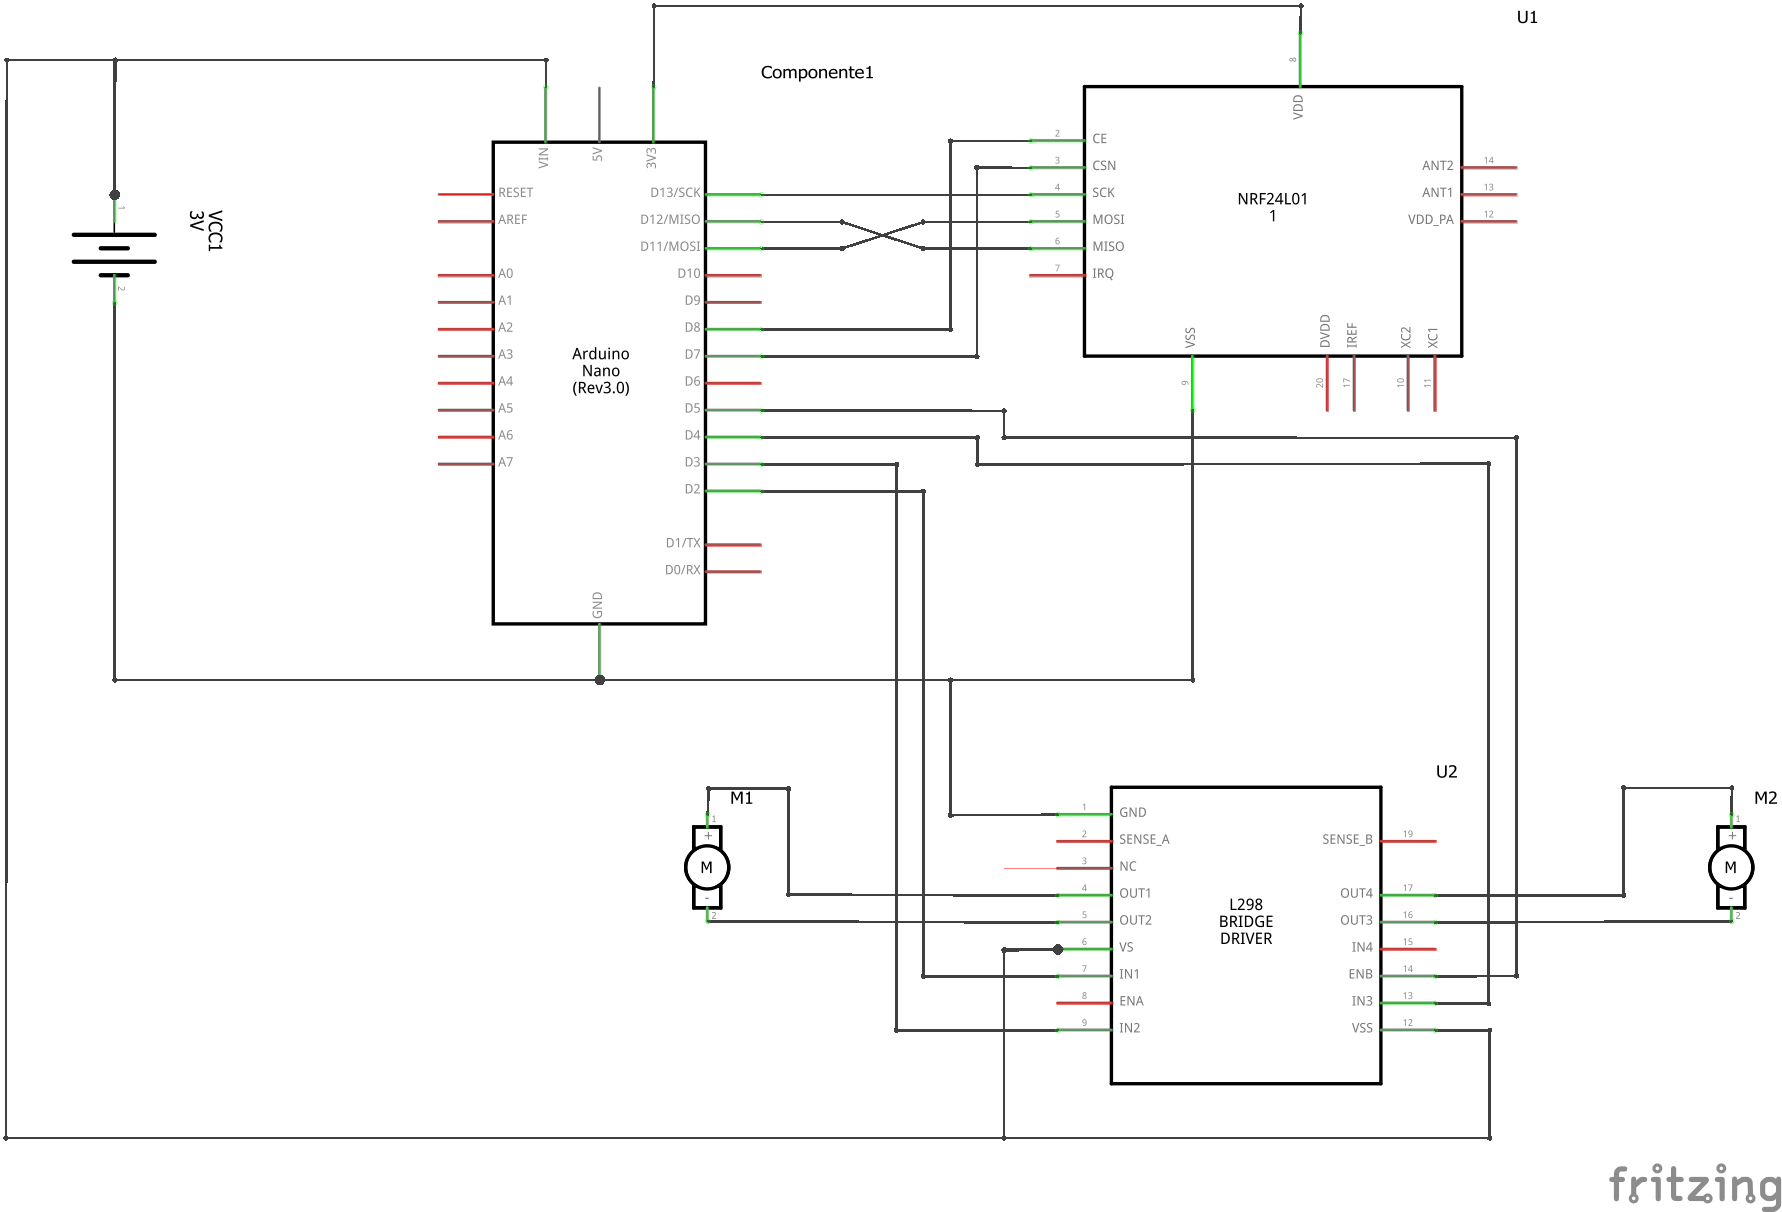 U1
Componente1
8
VDD
VIN
5V
3V3
2
CE
3
CSN
4
SCK
5
MOSI
6
MISO
7
IRQ
ANT2
14
ANT1
13
VDD_PA
12
NRF24L01
1
VSS
9
DVDD
20
IREF
17
XC2
10
XC1
11
RESET
AREF
A0
A1
A2
A3
A4
A5
A6
A7
D13/SCK
D12/MISO
D11/MOSI
D10
D9
D8
D7
D6
D5
D4
D3
D2
D1/TX
D0/RX
Arduino
Nano
(Rev3.0)
GND
VCC1
3V
1
2
U2
M1
1
+
M
-
2
M2
1
+
M
-
2
1
GND
2
SENSE_A
3
NC
4
OUT1
5
OUT2
6
VS
7
IN1
8
ENA
9
IN2
L298
BRIDGE
DRIVER
SENSE_B
19
OUT4
17
OUT3
16
IN4
15
ENB
14
IN3
13
VSS
12
fritzing